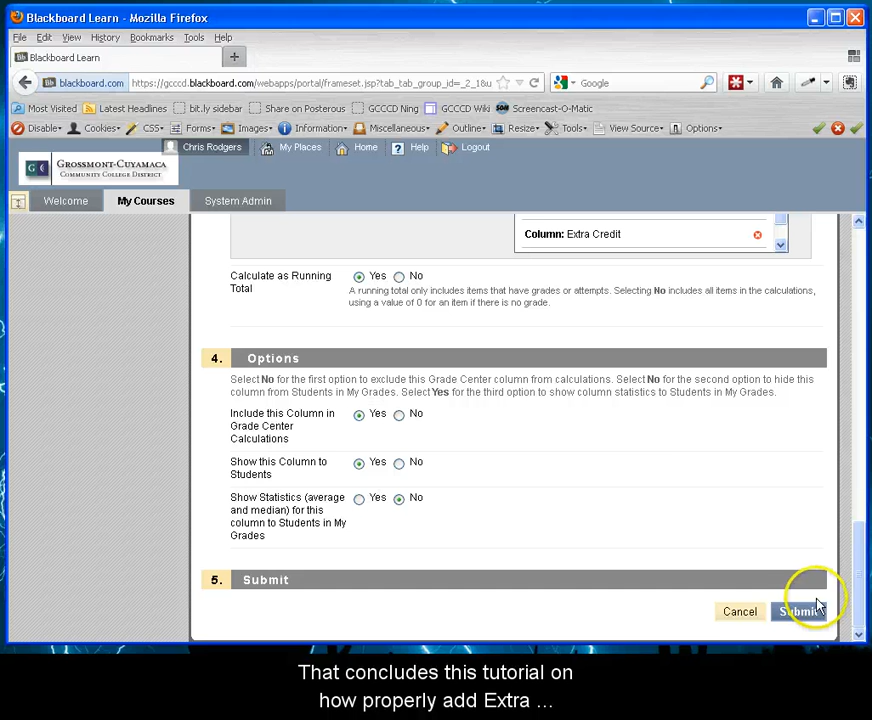 Blackboard Learn - Mozilla Firefox
File Edit View History Bookmarks Tools Help
Blackboard Learn
blackboard.com https://gcccd.blackboard.com/webapps/portal/frameset.jsp?tab_tab_group_id=_2_1&u Google
Most Visited Latest Headlines bit.ly sidebar Share on Posterous GCCCD Ning GCCCD Wiki Screencast-O-Matic
Disable Cookies CSS Forms Images Information Miscellaneous Outline Resize Tools View Source Options
Chris Rodgers My Places Home Help Logout
GROSSMONT-CUYAMACA
COMMUNITY COLLEGE DISTRICT
Welcome My Courses System Admin
Column: Extra Credit
Calculate as Running Total Yes No
A running total only includes items that have grades or attempts. Selecting No includes all items in the calculations,
using a value of 0 for an item if there is no grade.
4. Options
Select No for the first option to exclude this Grade Center column from calculations. Select No for the second option to hide this
column from Students in My Grades. Select Yes for the third option to show column statistics to Students in My Grades.
Include this Column in Yes No
Grade Center
Calculations
Show this Column to Yes No
Students
Show Statistics (average Yes No
and median) for this
column to Students in My
Grades
5. Submit
Cancel Submit
That concludes this tutorial on
how properly add Extra ...